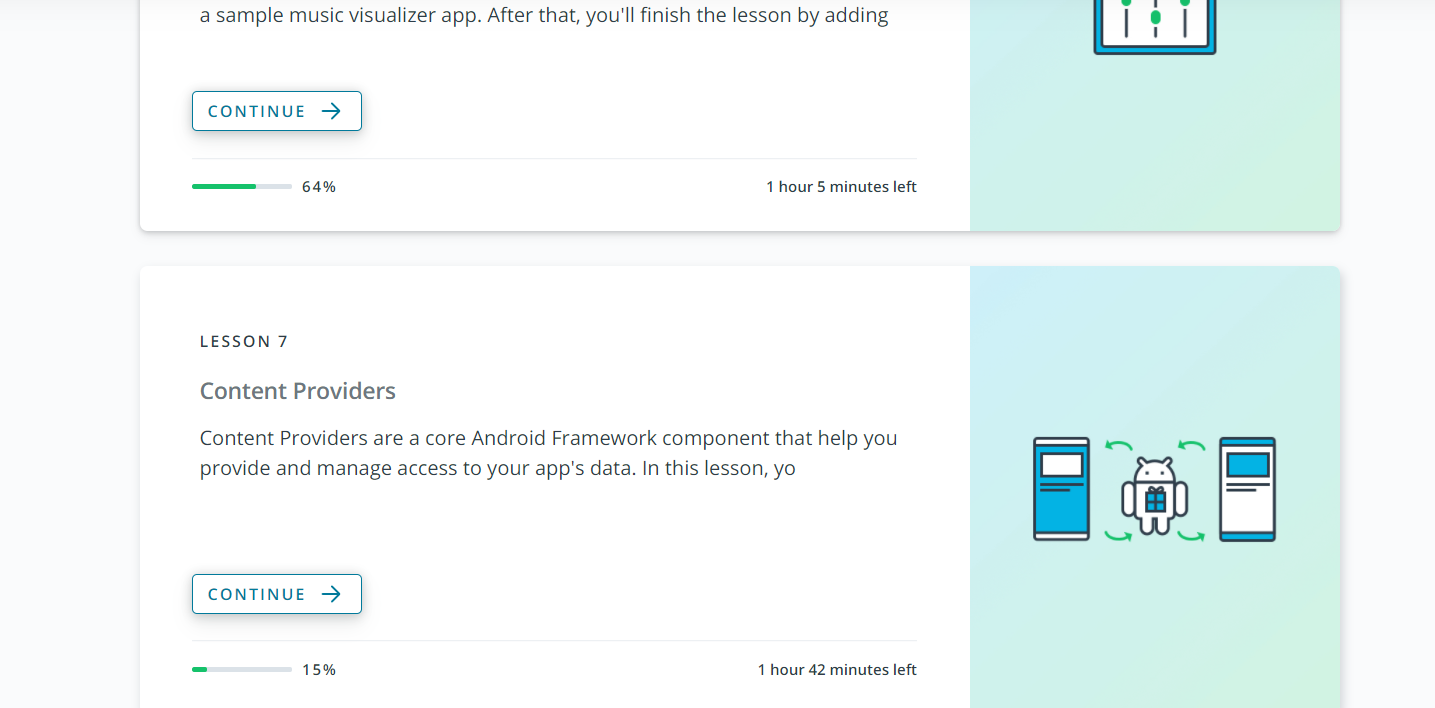 a sample music visualizer app. After that, you'll finish the lesson by adding
CONTINUE
64%
1 hour 5 minutes left
LESSON 7
Content Providers
Content Providers are a core Android Framework component that help you
provide and manage access to your app's data. In this lesson, yo
CONTINUE
15%
1 hour 42 minutes left